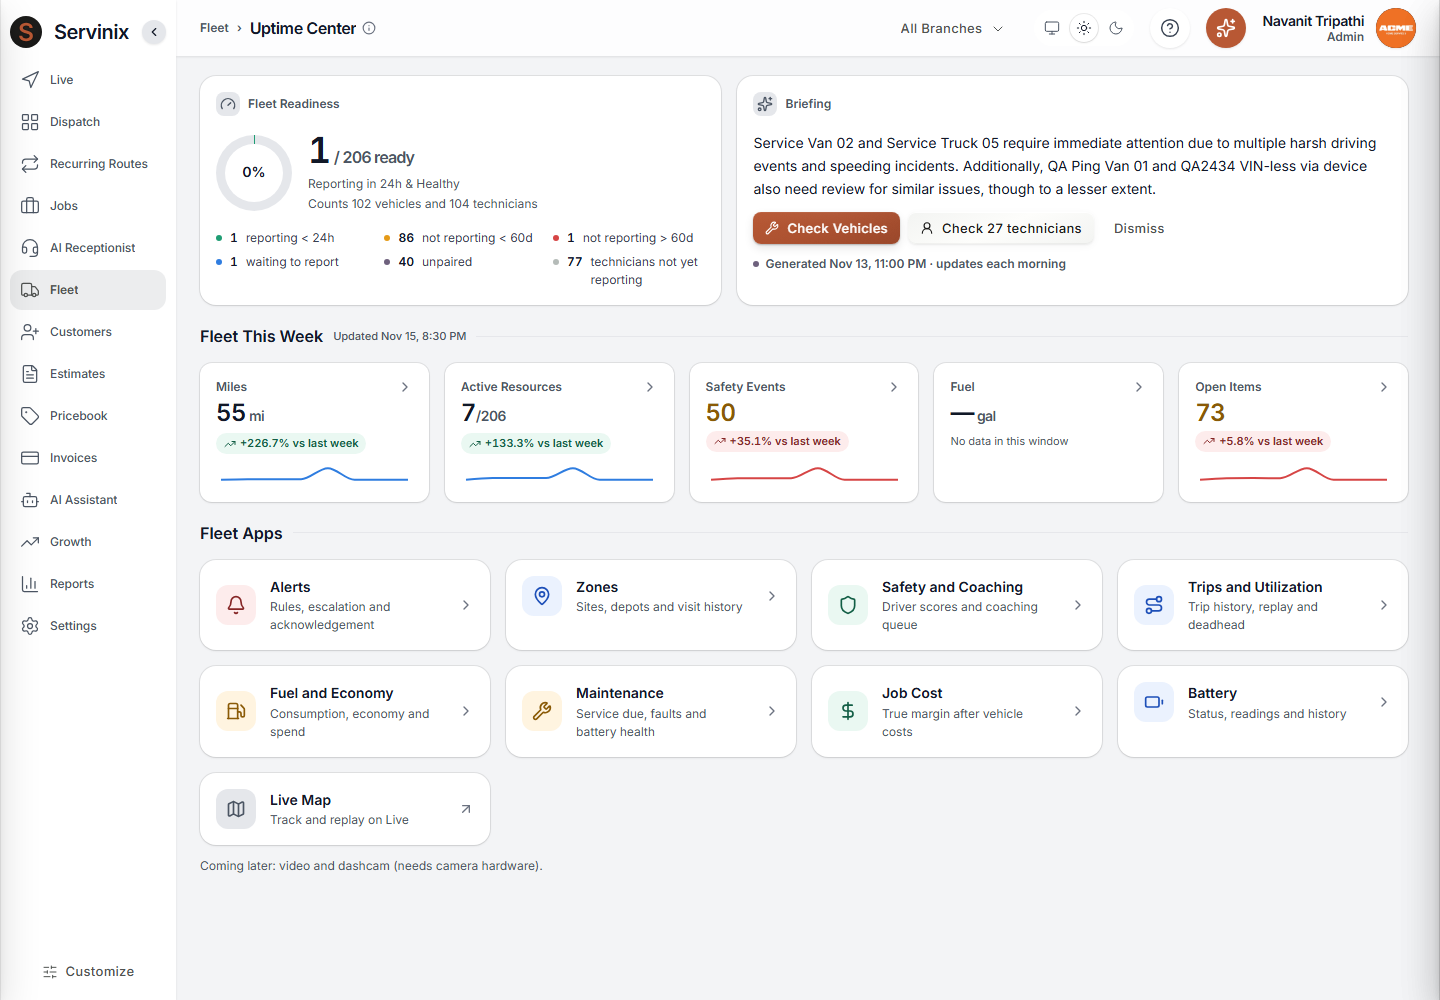 S Servinix
Live
Dispatch
Recurring Routes
Jobs
AI Receptionist
Fleet
Customers
Estimates
Pricebook
Invoices
AI Assistant
Growth
Reports
Settings
Customize
Fleet › Uptime Center
All Branches
Navanit Tripathi
Admin
ACME
Fleet Readiness
0%
1 / 206 ready
Reporting in 24h & Healthy
Counts 102 vehicles and 104 technicians
1 reporting < 24h
86 not reporting < 60d
1 not reporting > 60d
1 waiting to report
40 unpaired
77 technicians not yet
reporting
Briefing
Service Van 02 and Service Truck 05 require immediate attention due to multiple harsh driving
events and speeding incidents. Additionally, QA Ping Van 01 and QA2434 VIN-less via device
also need review for similar issues, though to a lesser extent.
Check Vehicles
Check 27 technicians
Dismiss
Generated Nov 13, 11:00 PM · updates each morning
Fleet This Week Updated Nov 15, 8:30 PM
Miles
55 mi
+226.7% vs last week
Active Resources
7/206
+133.3% vs last week
Safety Events
50
+35.1% vs last week
Fuel
— gal
No data in this window
Open Items
73
+5.8% vs last week
Fleet Apps
Alerts
Rules, escalation and
acknowledgement
Zones
Sites, depots and visit history
Safety and Coaching
Driver scores and coaching
queue
Trips and Utilization
Trip history, replay and
deadhead
Fuel and Economy
Consumption, economy and
spend
Maintenance
Service due, faults and
battery health
Job Cost
True margin after vehicle
costs
Battery
Status, readings and history
Live Map
Track and replay on Live
Coming later: video and dashcam (needs camera hardware).